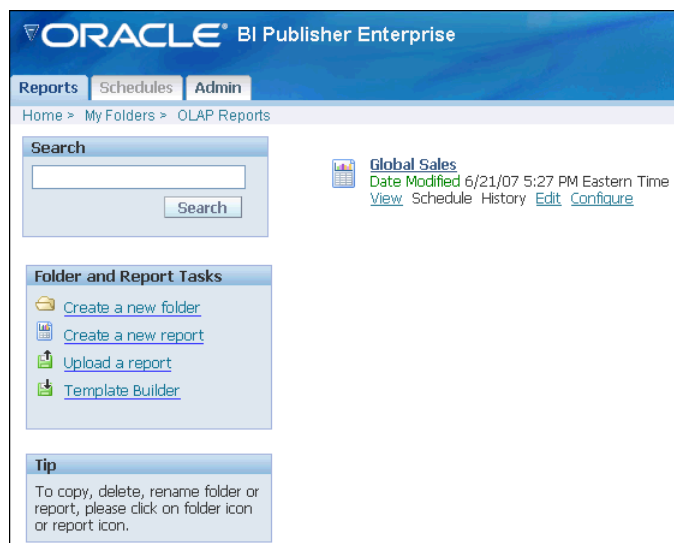 ORACLE BI Publisher Enterprise
Reports Schedules Admin
Home > My Folders > OLAP Reports
Search
Search
Global Sales
Date Modified 6/21/07 5:27 PM Eastern Time
View Schedule History Edit Configure
Folder and Report Tasks
Create a new folder
Create a new report
Upload a report
Template Builder
Tip
To copy, delete, rename folder or
report, please click on folder icon
or report icon.